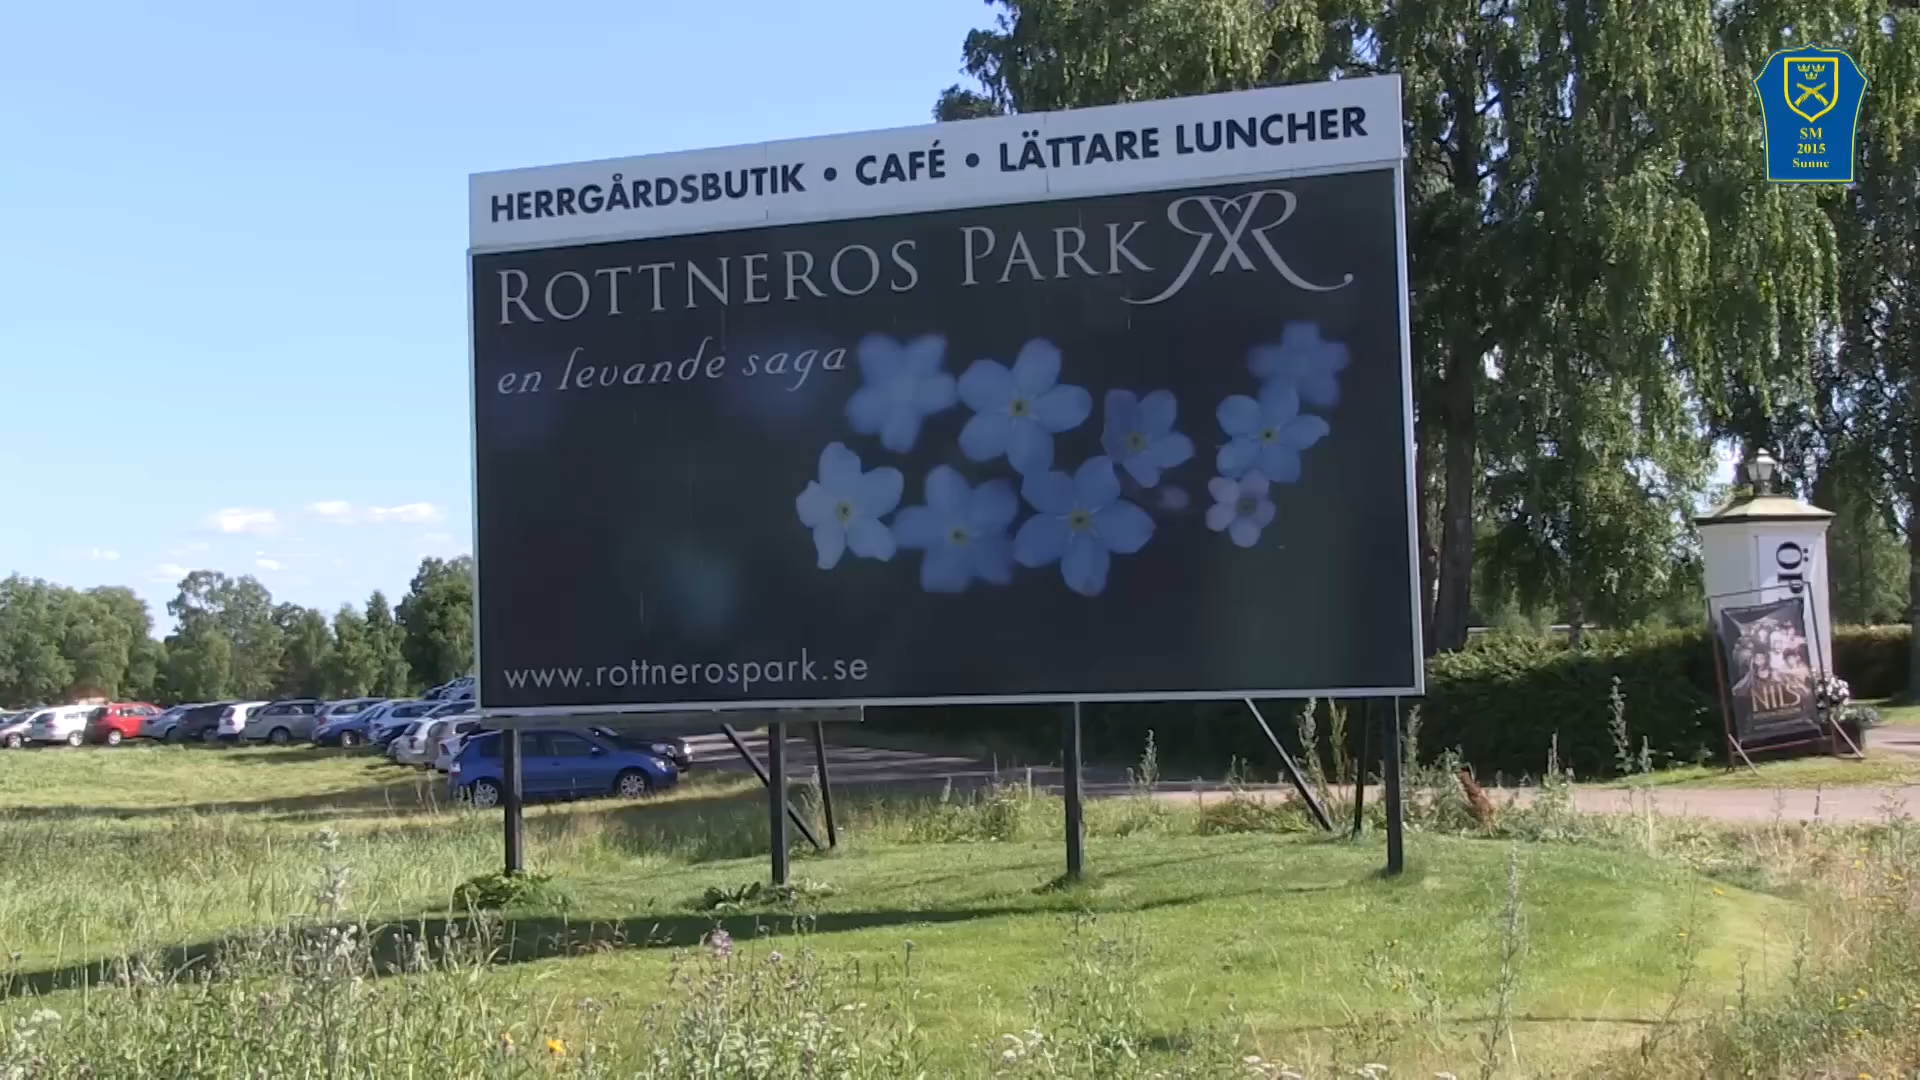 HERRGÅRDSBUTIK • CAFÉ • LÄTTARE LUNCHER
ROTTNEROS PARK
en levande saga
www.rottnerospark.se
SM
2015
Sunne
NILS